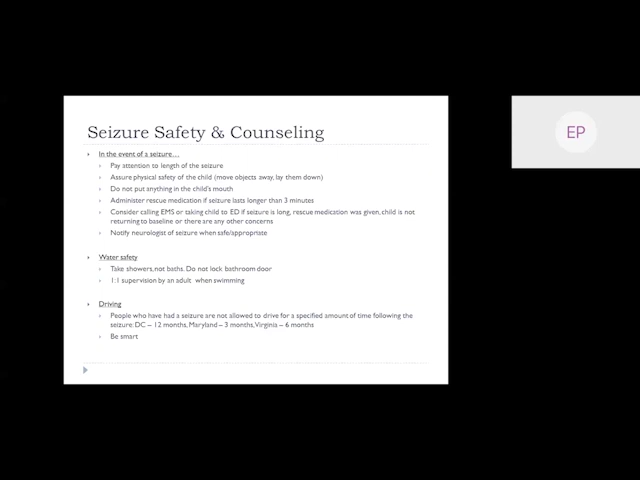 Seizure Safety & Counseling
In the event of a seizure…
Pay attention to length of the seizure
Assure physical safety of the child (move objects away, lay them down)
Do not put anything in the child's mouth
Administer rescue medication if seizure lasts longer than 3 minutes
Consider calling EMS or taking child to ED if seizure is long, rescue medication was given, child is not
returning to baseline or there are any other concerns
Notify neurologist of seizure when safe/appropriate
Water safety
Take showers, not baths. Do not lock bathroom door
1:1 supervision by an adult when swimming
Driving
People who have had a seizure are not allowed to drive for a specified amount of time following the
seizure: DC – 12 months, Maryland – 3 months, Virginia – 6 months
Be smart
EP